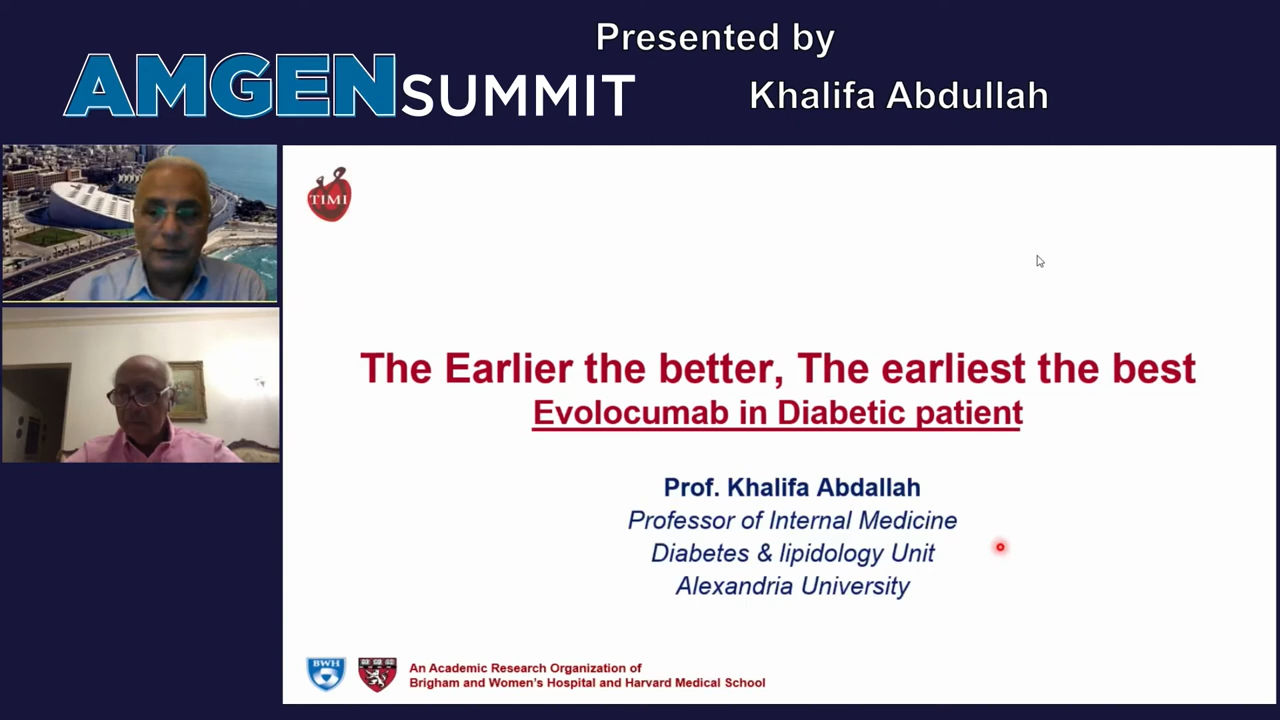 Presented by
AMGEN SUMMIT
Khalifa Abdullah
TIMI
The Earlier the better, The earliest the best
Evolocumab in Diabetic patient
Prof. Khalifa Abdallah
Professor of Internal Medicine
Diabetes & lipidology Unit
Alexandria University
BWH
An Academic Research Organization of
Brigham and Women's Hospital and Harvard Medical School